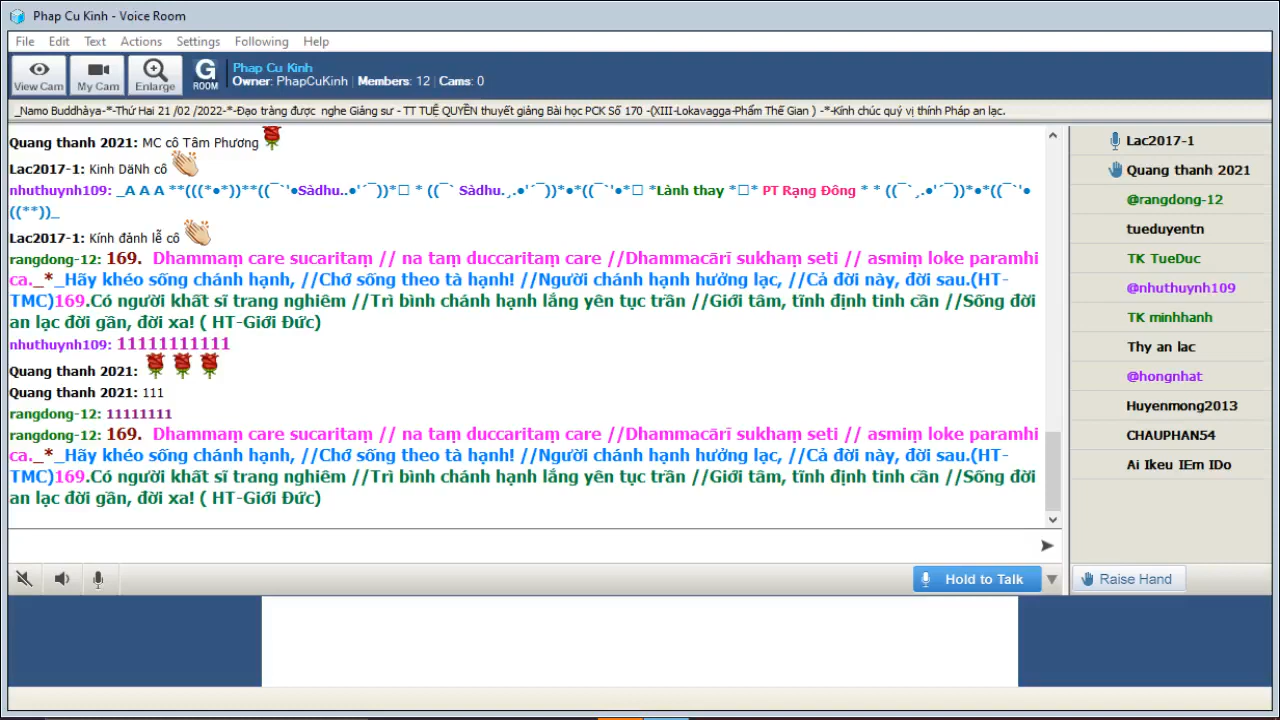 Phap Cu Kinh - Voice Room
File Edit Text Actions Settings Following Help
View Cam My Cam Enlarge G ROOM
Phap Cu Kinh
Owner: PhapCuKinh | Members: 12 | Cams: 0
_Namo Buddhàya-*-Thứ Hai 21 /02 /2022-*-Đạo tràng được nghe Giảng sư - TT TUỆ QUYỀN thuyết giảng Bài học PCK Số 170 -(XIII-Lokavagga-Phẩm Thế Gian ) -*-Kính chúc quý vị thính Pháp an lạc.
Quang thanh 2021: MC cô Tâm Phương
Lac2017-1: Kinh DãNh cô
nhuthuynh109: _A A A **(((*●*))**((¯`'●Sàdhu..●'´¯))*□ * ((¯` Sàdhu.¸.●'´¯))*●*((¯`'●*□ *Lành thay *□* PT Rạng Đông * * ((¯`¸.●'´¯))*●*((¯`'●
((**))_
Lac2017-1: Kính đảnh lễ cô
rangdong-12: 169. Dhammaṃ care sucaritaṃ // na taṃ duccaritaṃ care //Dhammacārī sukhaṃ seti // asmiṃ loke paramhi
ca._*_Hãy khéo sống chánh hạnh, //Chớ sống theo tà hạnh! //Người chánh hạnh hưởng lạc, //Cả đời này, đời sau.(HT-
TMC)169.Có người khất sĩ trang nghiêm //Trì bình chánh hạnh lắng yên tục trần //Giới tâm, tĩnh định tinh cần //Sống đời
an lạc đời gần, đời xa! ( HT-Giới Đức)
nhuthuynh109: 11111111111
Quang thanh 2021:
Quang thanh 2021: 111
rangdong-12: 11111111
rangdong-12: 169. Dhammaṃ care sucaritaṃ // na taṃ duccaritaṃ care //Dhammacārī sukhaṃ seti // asmiṃ loke paramhi
ca._*_Hãy khéo sống chánh hạnh, //Chớ sống theo tà hạnh! //Người chánh hạnh hưởng lạc, //Cả đời này, đời sau.(HT-
TMC)169.Có người khất sĩ trang nghiêm //Trì bình chánh hạnh lắng yên tục trần //Giới tâm, tĩnh định tinh cần //Sống đời
an lạc đời gần, đời xa! ( HT-Giới Đức)
Lac2017-1
Quang thanh 2021
@rangdong-12
tueduyentn
TK TueDuc
@nhuthuynh109
TK minhhanh
Thy an lac
@hongnhat
Huyenmong2013
CHAUPHAN54
Ai Ikeu IEm IDo
Hold to Talk
Raise Hand